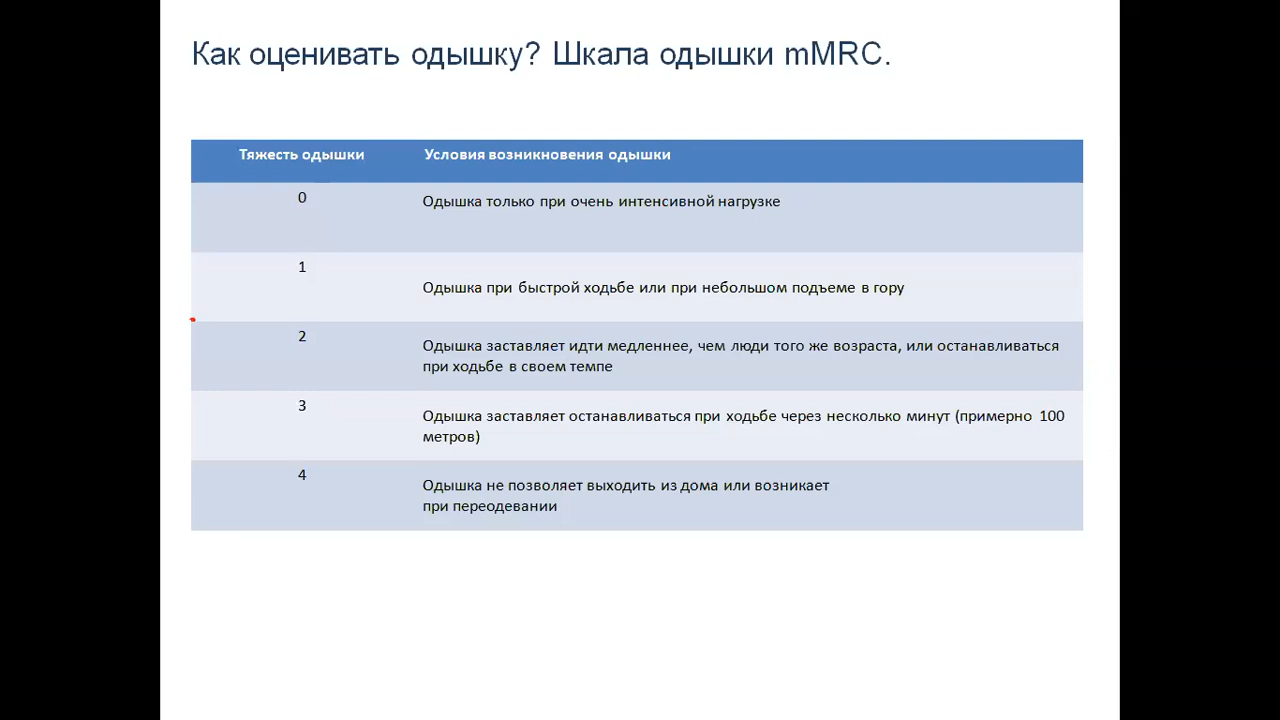 Как оценивать одышку? Шкала одышки mMRC.
Тяжесть одышки Условия возникновения одышки
0 Одышка только при очень интенсивной нагрузке
1 Одышка при быстрой ходьбе или при небольшом подъеме в гору
2 Одышка заставляет идти медленнее, чем люди того же возраста, или останавливаться
при ходьбе в своем темпе
3 Одышка заставляет останавливаться при ходьбе через несколько минут (примерно 100
метров)
4 Одышка не позволяет выходить из дома или возникает
при переодевании